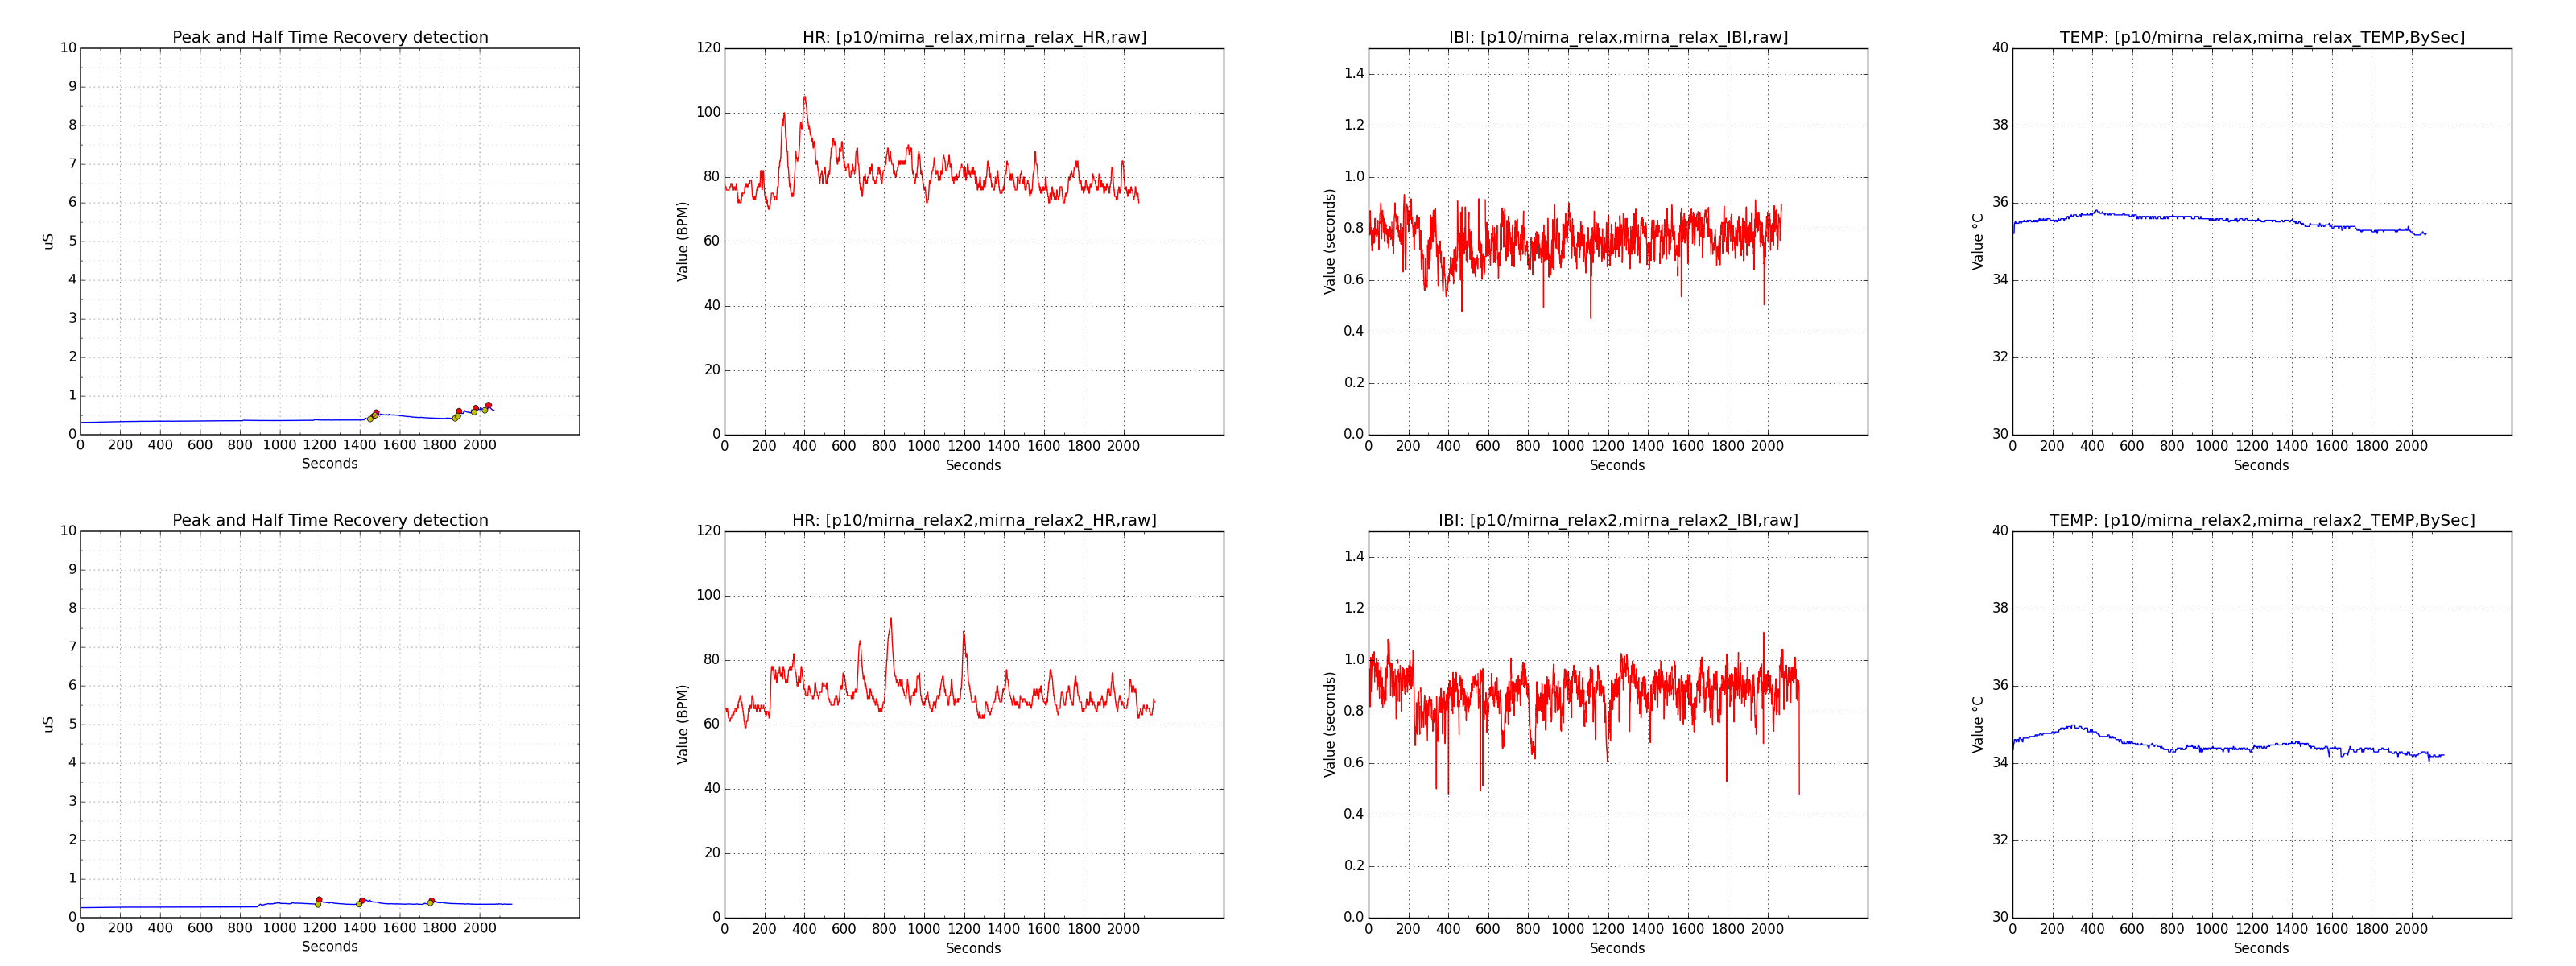 Peak and Half Time Recovery detection
10
9
8
7
6
5
4
3
2
1
0
uS
0 200 400 600 800 1000 1200 1400 1600 1800 2000
Seconds
HR: [p10/mirna_relax,mirna_relax_HR,raw]
120
100
80
60
40
20
0
Value (BPM)
0 200 400 600 800 1000 1200 1400 1600 1800 2000
Seconds
IBI: [p10/mirna_relax,mirna_relax_IBI,raw]
1.4
1.2
1.0
0.8
0.6
0.4
0.2
0.0
Value (seconds)
0 200 400 600 800 1000 1200 1400 1600 1800 2000
Seconds
TEMP: [p10/mirna_relax,mirna_relax_TEMP,BySec]
40
38
36
34
32
30
Value °C
0 200 400 600 800 1000 1200 1400 1600 1800 2000
Seconds
Peak and Half Time Recovery detection
10
9
8
7
6
5
4
3
2
1
0
uS
0 200 400 600 800 1000 1200 1400 1600 1800 2000
Seconds
HR: [p10/mirna_relax2,mirna_relax2_HR,raw]
120
100
80
60
40
20
0
Value (BPM)
0 200 400 600 800 1000 1200 1400 1600 1800 2000
Seconds
IBI: [p10/mirna_relax2,mirna_relax2_IBI,raw]
1.4
1.2
1.0
0.8
0.6
0.4
0.2
0.0
Value (seconds)
0 200 400 600 800 1000 1200 1400 1600 1800 2000
Seconds
TEMP: [p10/mirna_relax2,mirna_relax2_TEMP,BySec]
40
38
36
34
32
30
Value °C
0 200 400 600 800 1000 1200 1400 1600 1800 2000
Seconds